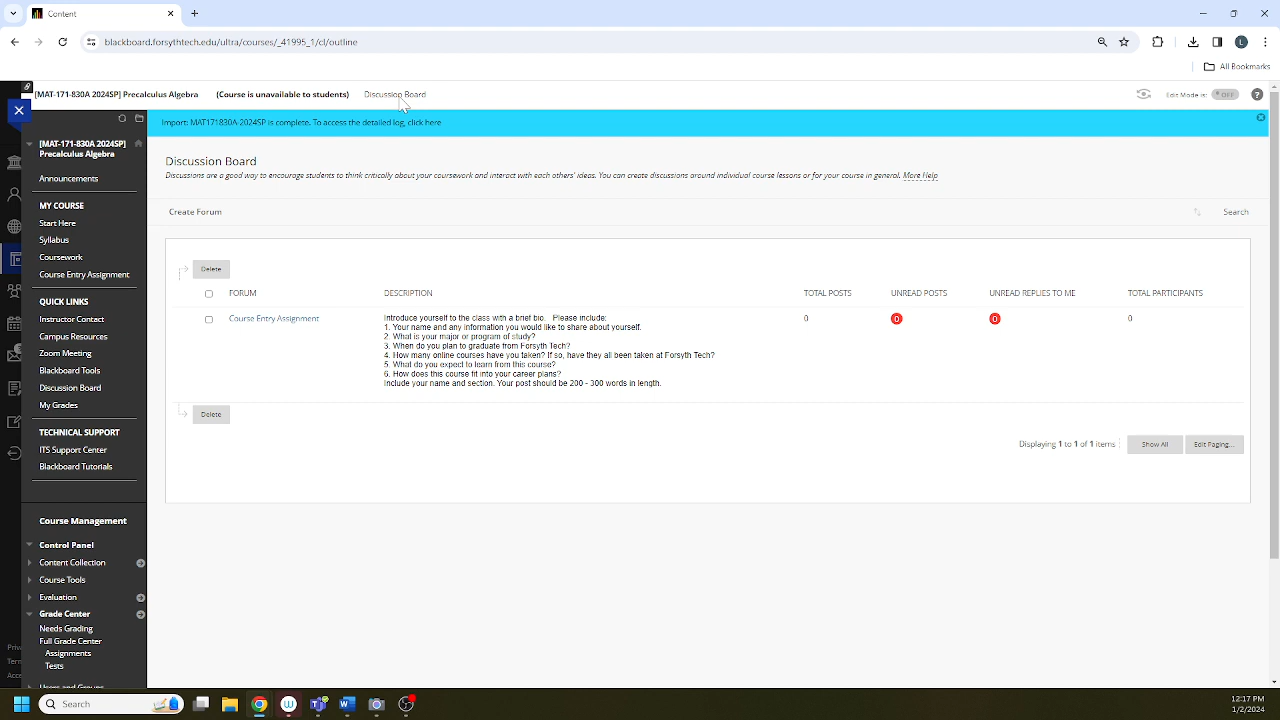 Content
blackboard.forsythtech.edu/ultra/courses/_41995_1/cl/outline
All Bookmarks
[MAT-171-830A 2024SP] Precalculus Algebra (Course is unavailable to students) Discussion Board
Edit Mode is: OFF ?
Import: MAT171830A-2024SP is complete. To access the detailed log, click here
[MAT-171-830A 2024SP]
Precalculus Algebra
Announcements
MY COURSE
Start Here
Syllabus
Coursework
Course Entry Assignment
QUICK LINKS
Instructor Contact
Campus Resources
Zoom Meeting
Blackboard Tools
Discussion Board
My Grades
TECHNICAL SUPPORT
ITS Support Center
Blackboard Tutorials
Course Management
Control Panel
Content Collection
Course Tools
Evaluation
Grade Center
Needs Grading
Full Grade Center
Assignments
Tests
Users and Groups
Priv
Term
Acce
Discussion Board
Discussions are a good way to encourage students to think critically about your coursework and interact with each others' ideas. You can create discussions around individual course lessons or for your course in general. More Help
Create Forum
Search
Delete
FORUM DESCRIPTION TOTAL POSTS UNREAD POSTS UNREAD REPLIES TO ME TOTAL PARTICIPANTS
Course Entry Assignment
Introduce yourself to the class with a brief bio. Please include:
1. Your name and any information you would like to share about yourself.
2. What is your major or program of study?
3. When do you plan to graduate from Forsyth Tech?
4. How many online courses have you taken? If so, have they all been taken at Forsyth Tech?
5. What do you expect to learn from this course?
6. How does this course fit into your career plans?
Include your name and section. Your post should be 200 - 300 words in length.
0 0 0 0
Delete
Displaying 1 to 1 of 1 items Show All Edit Paging...
Search
12:17 PM
1/2/2024